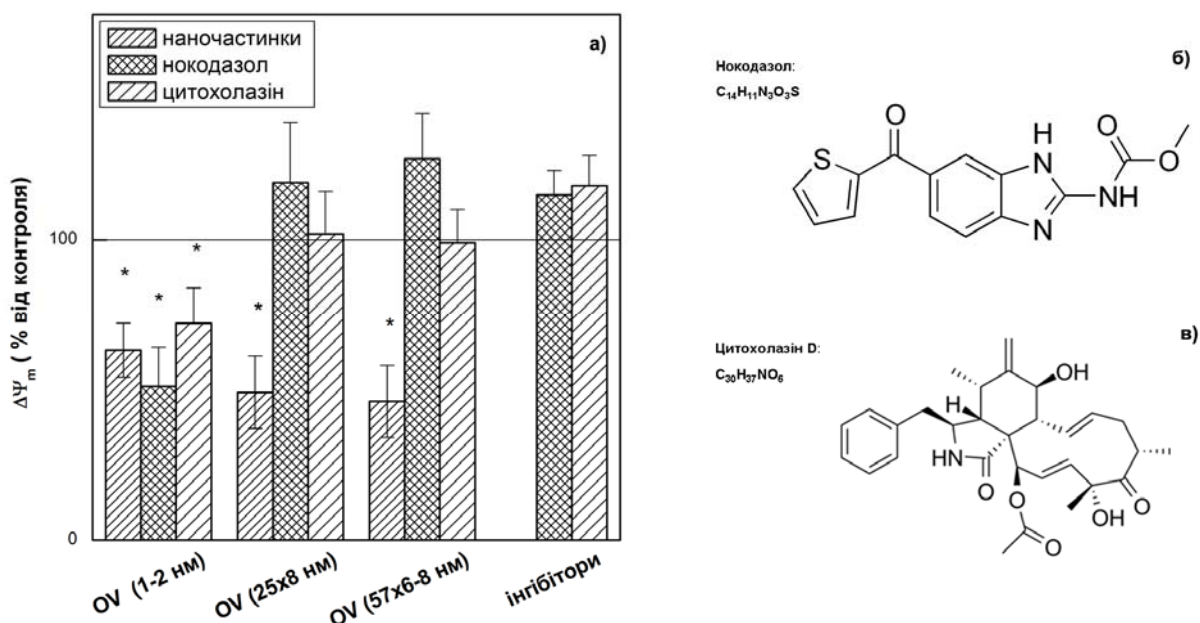 наночастинки
нокодазол
цитохолазін
а)
ΔΨm ( % від контроля)
100
0
*
*
*
*
*
OV (1-2 нм)
OV (25x8 нм)
OV (57x6-8 нм)
інгібітори
б)
Нокодазол:
C14H11N3O3S
O
S
H
N
N
NH
O
O
в)
Цитохолазін D:
C30H37NO6
OH
H
HN
O
O
O
OH
O